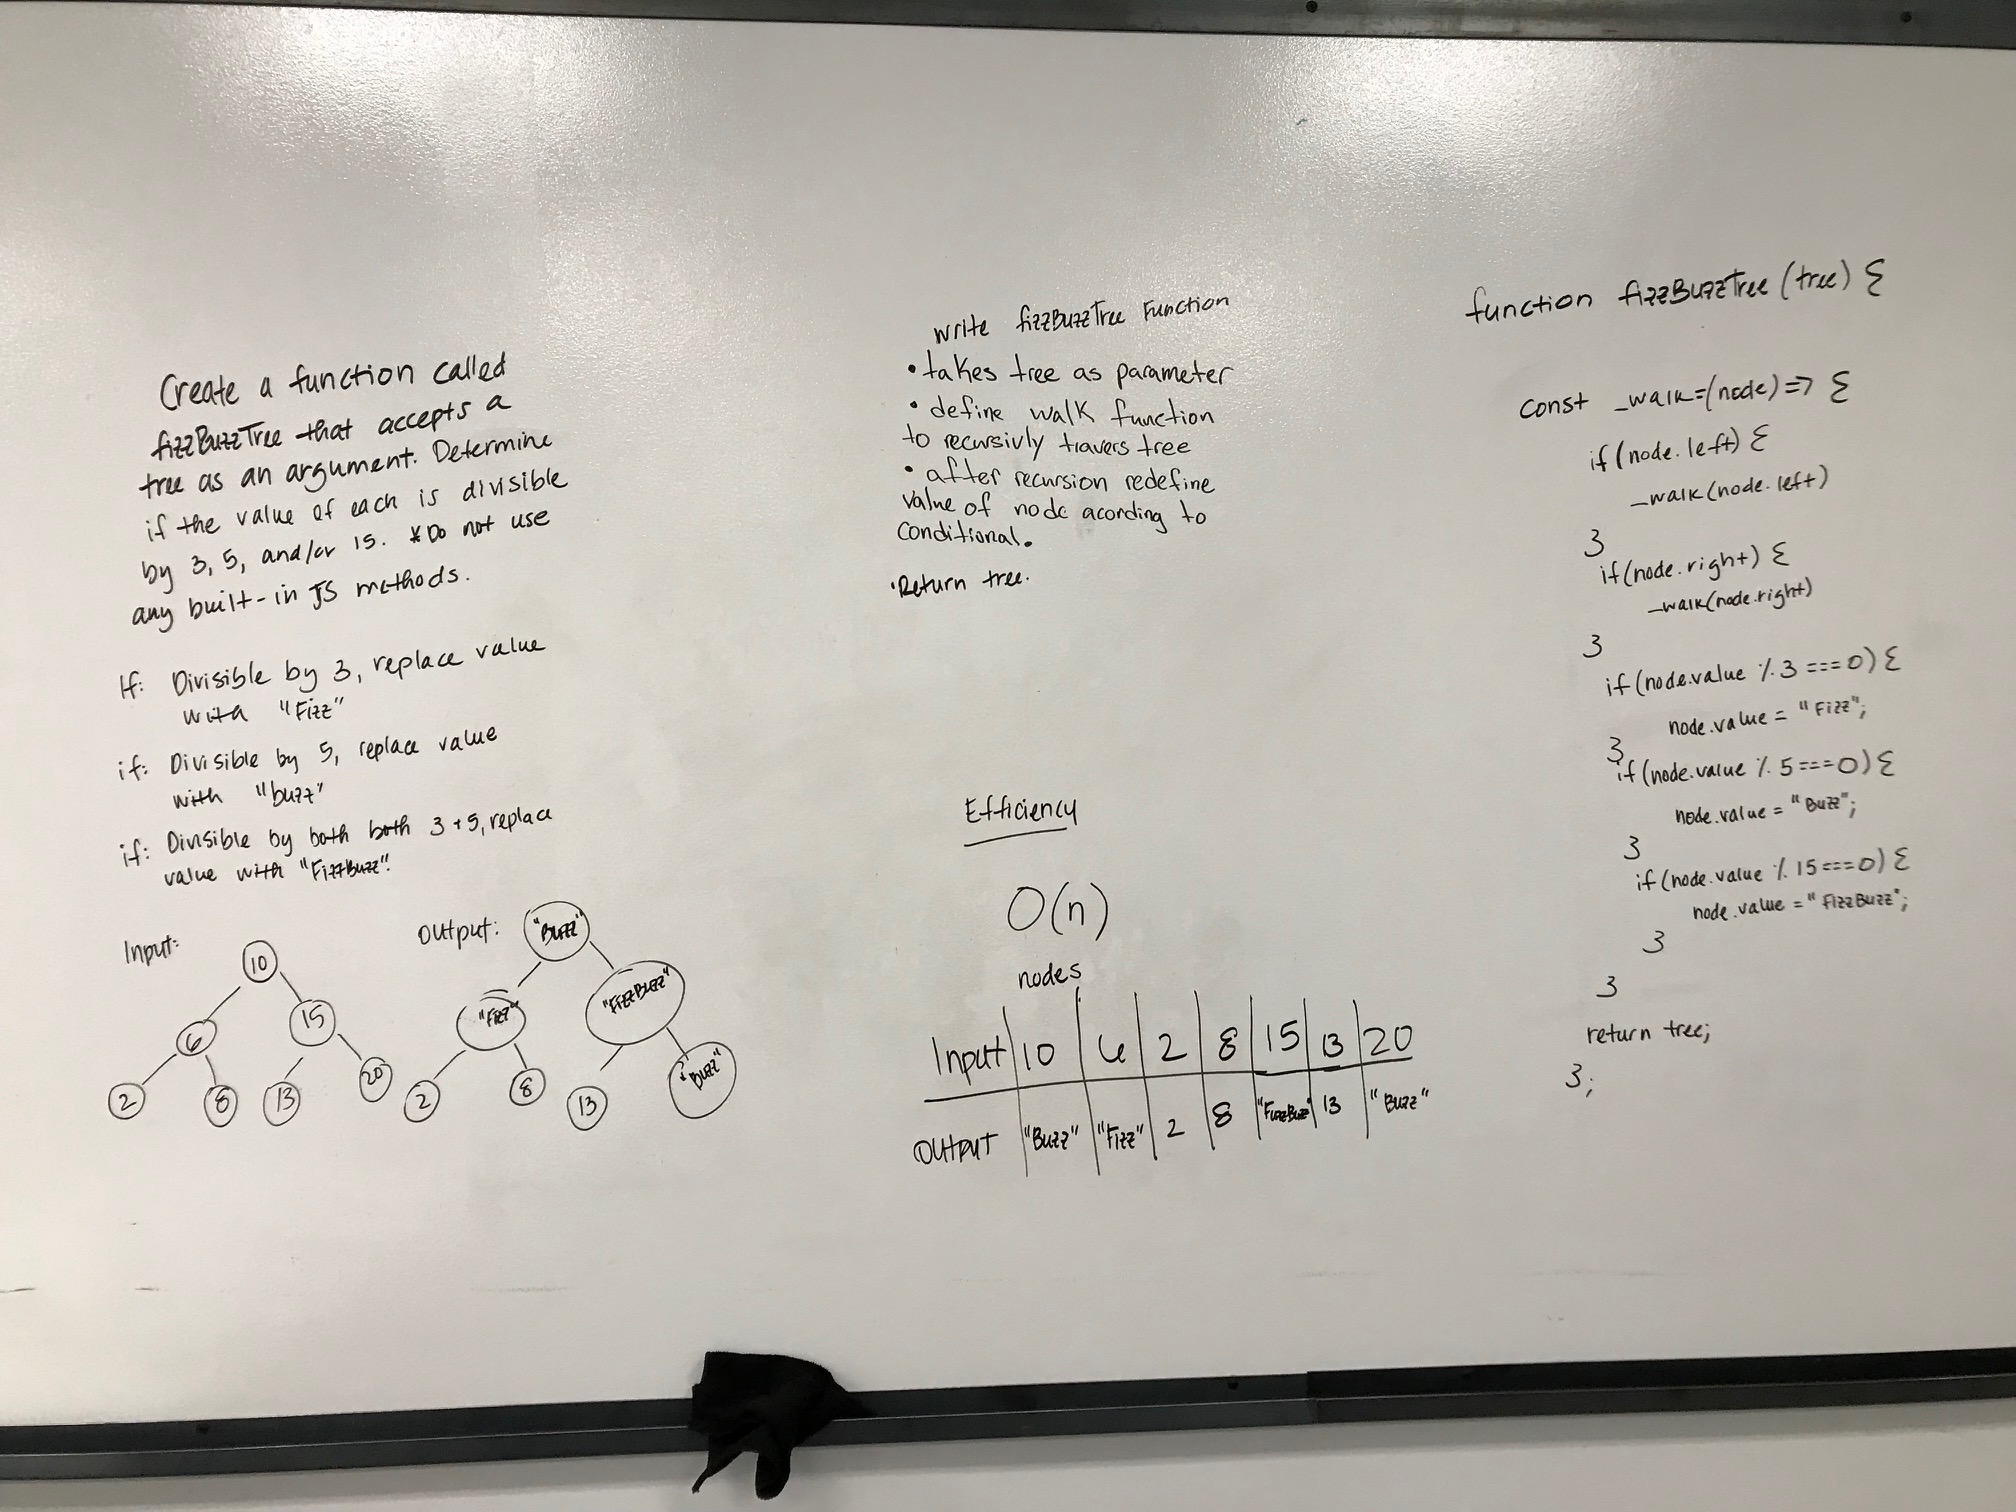 Create a function called
fizzBuzzTree that accepts a
tree as an argument. Determine
if the value of each is divisible
by 3, 5, and/or 15. *Do not use
any built-in JS methods.
If: Divisible by 3, replace value
with "Fizz"
if: Divisible by 5, replace value
with "buzz"
if: Divisible by both both 3+5, replace
value with "FizzBuzz".
Input:
10
6
15
2
8
13
20
Output:
"Buzz"
"Fizz"
"FizzBuzz"
2
8
13
"Buzz"
write fizzBuzzTree Function
• takes tree as parameter
• define walk function
to recursivly travers tree
• after recursion redefine
value of node acording to
conditional.
• Return tree.
Efficiency
O(n)
nodes
Input 10 6 2 8 15 13 20
OUTPUT "Buzz" "Fizz" 2 8 "FizzBuzz" 13 "Buzz"
function fizzBuzzTree (tree) {
const _walk=(node)=> {
if (node.left) {
_walk(node.left)
}
if(node.right) {
_walk(node.right)
}
if(node.value % 3 ===0) {
node.value = "Fizz";
}
if(node.value % 5===0) {
node.value = "Buzz";
}
if(node.value % 15===0) {
node.value = "FizzBuzz";
}
}
return tree;
};